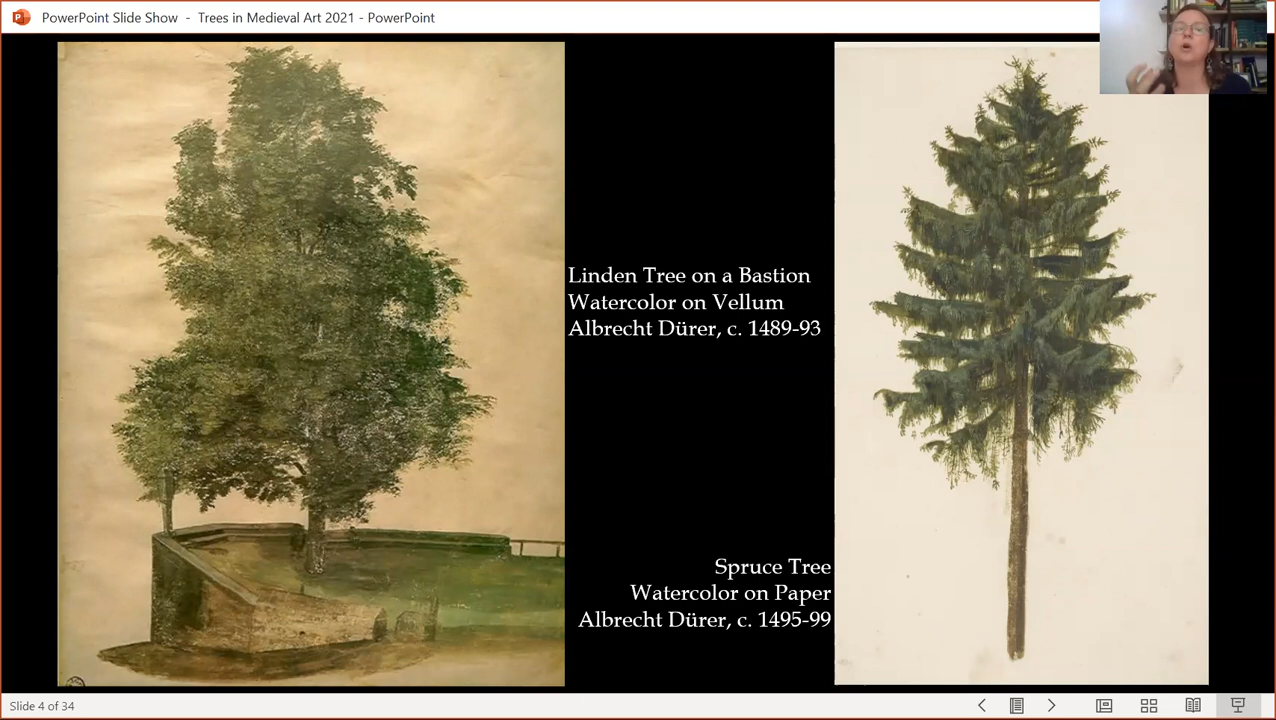 PowerPoint Slide Show - Trees in Medieval Art 2021 - PowerPoint
Linden Tree on a Bastion
Watercolor on Vellum
Albrecht Dürer, c. 1489-93
Spruce Tree
Watercolor on Paper
Albrecht Dürer, c. 1495-99
Slide 4 of 34